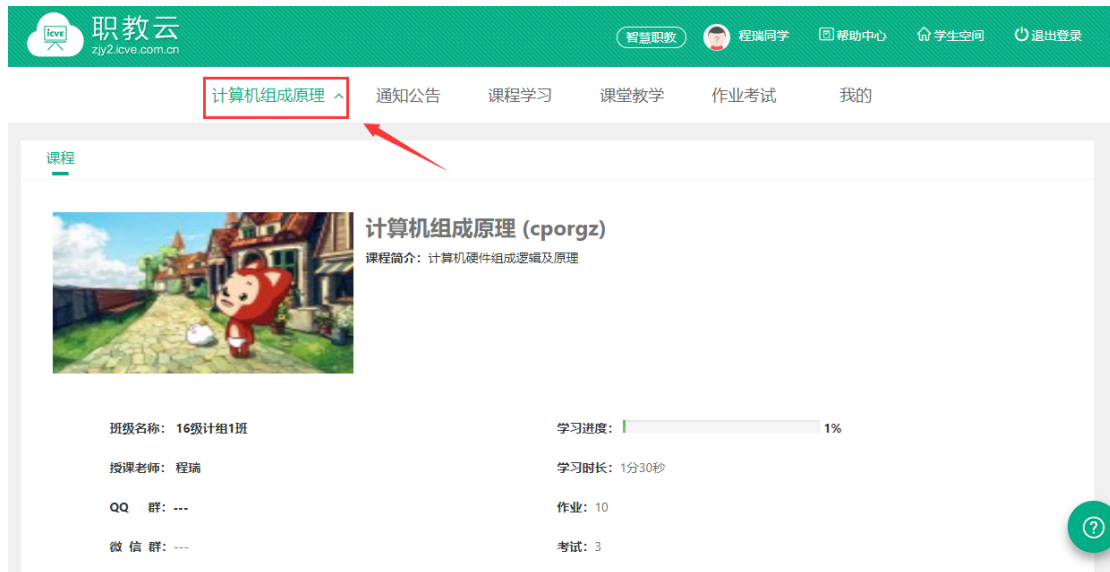 icve 职教云
zjy2.icve.com.cn
智慧职教 程瑞同学 帮助中心 学生空间 退出登录
计算机组成原理 通知公告 课程学习 课堂教学 作业考试 我的
课程
计算机组成原理 (cporgz)
课程简介：计算机硬件组成逻辑及原理
班级名称： 16级计组1班 学习进度： 1%
授课老师： 程瑞 学习时长： 1分30秒
QQ 群： --- 作业： 10
微 信 群： --- 考试： 3